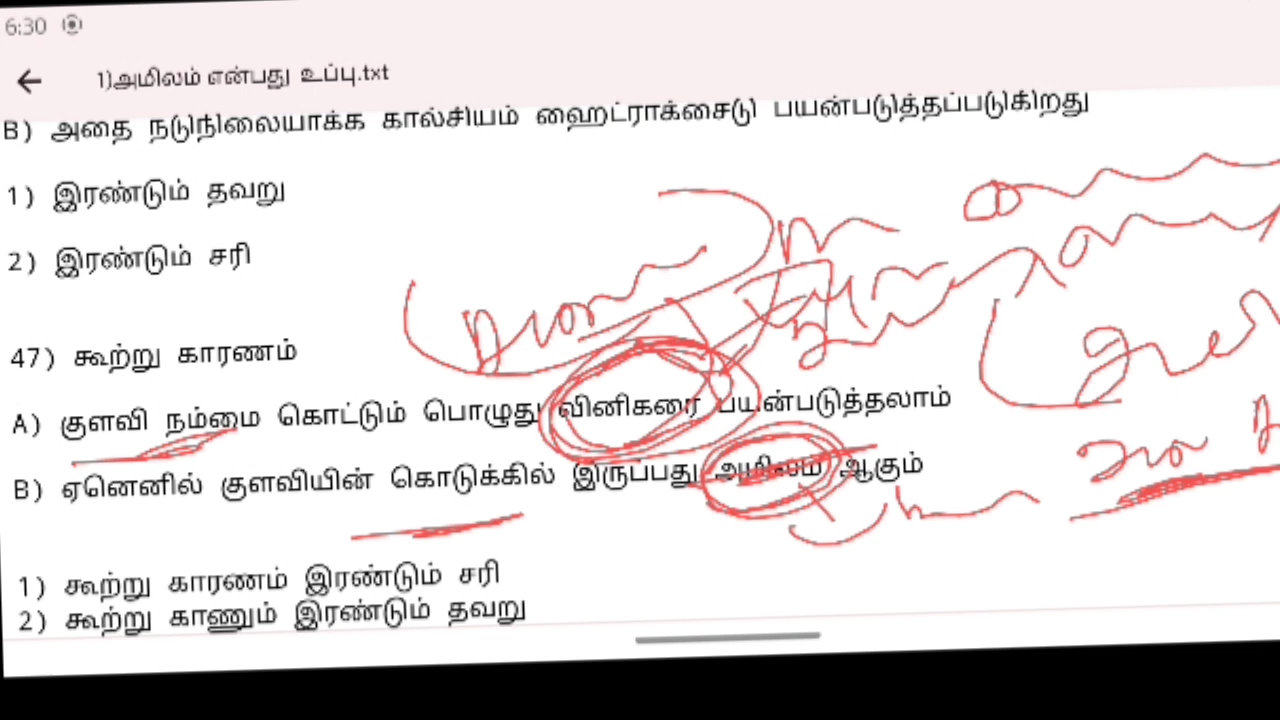 6:30
1)அமிலம் என்பது உப்பு.txt
B) அதை நடுநிலையாக்க கால்சியம் ஹைட்ராக்சைடு பயன்படுத்தப்படுகிறது
1) இரண்டும் தவறு
2) இரண்டும் சரி
47) கூற்று காரணம்
A) குளவி நம்மை கொட்டும் பொழுது வினிகரை பயன்படுத்தலாம்
B) ஏனெனில் குளவியின் கொடுக்கில் இருப்பது அமிலம் ஆகும்
1) கூற்று காரணம் இரண்டும் சரி
2) கூற்று காணும் இரண்டும் தவறு